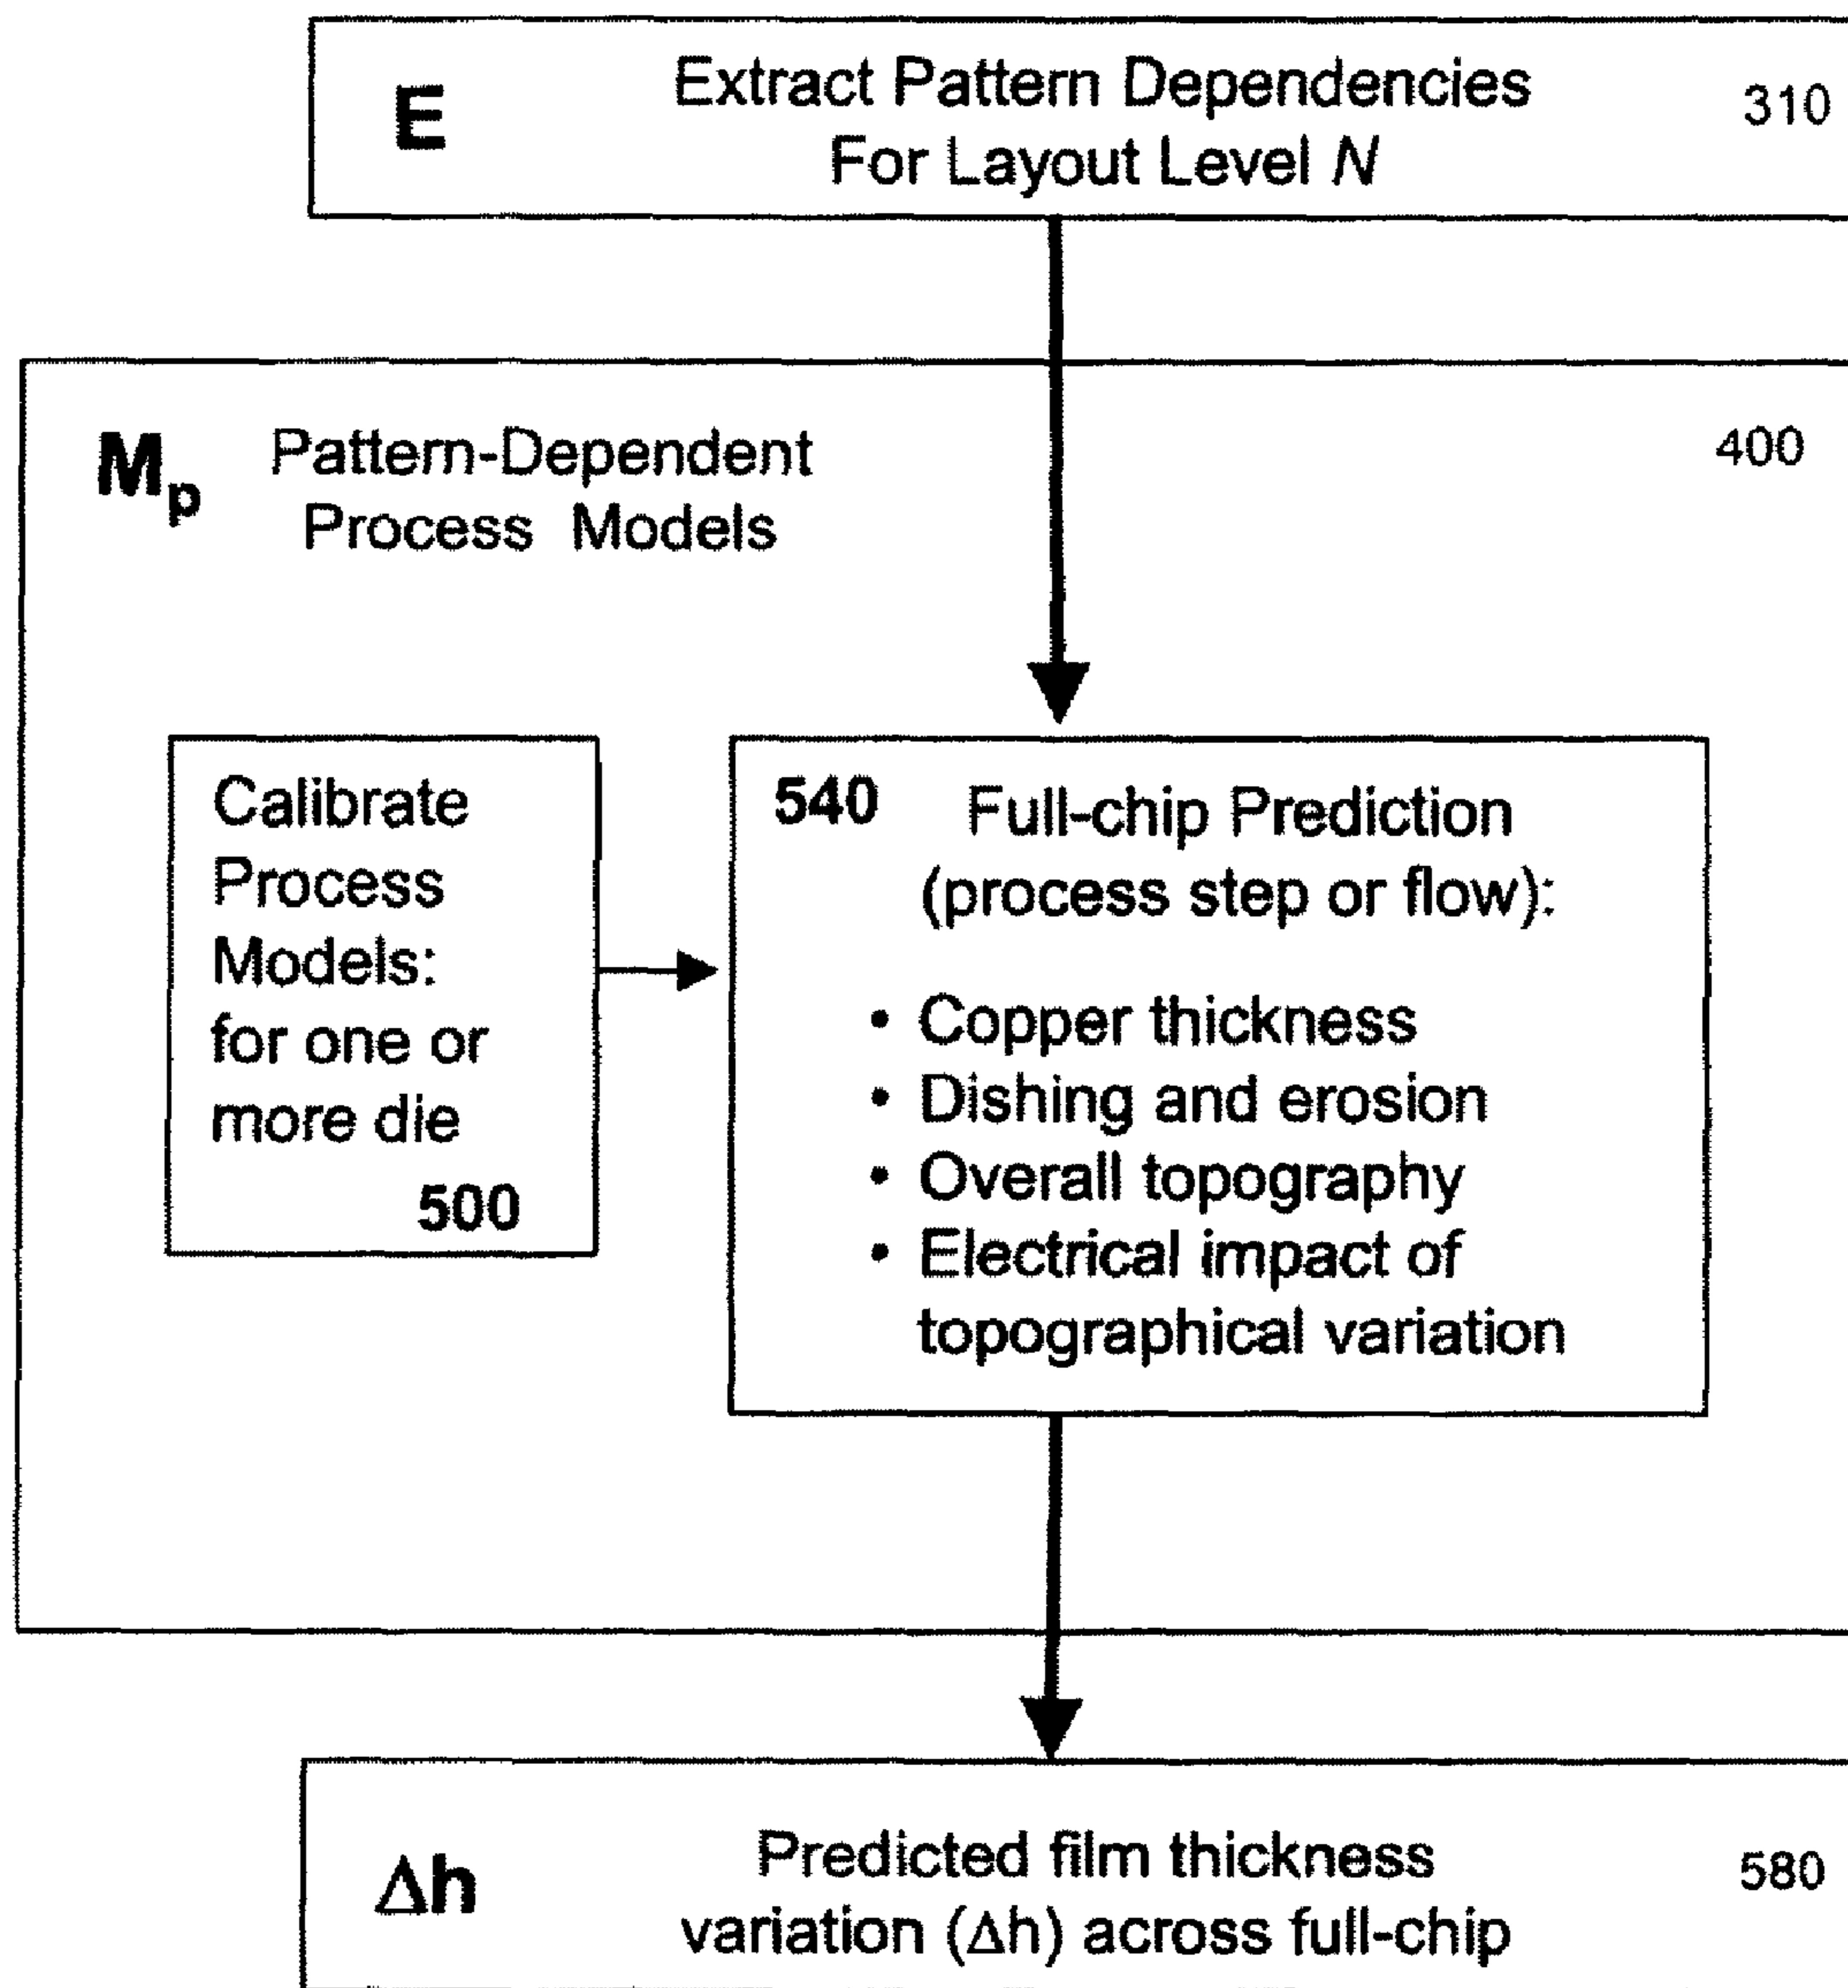 E Extract Pattern Dependencies 310
For Layout Level N
Mp Pattern-Dependent 400
Process Models
Calibrate
Process
Models:
for one or
more die
500
540 Full-chip Prediction
(process step or flow):
• Copper thickness
• Dishing and erosion
• Overall topography
• Electrical impact of
topographical variation
Δh Predicted film thickness 580
variation (Δh) across full-chip